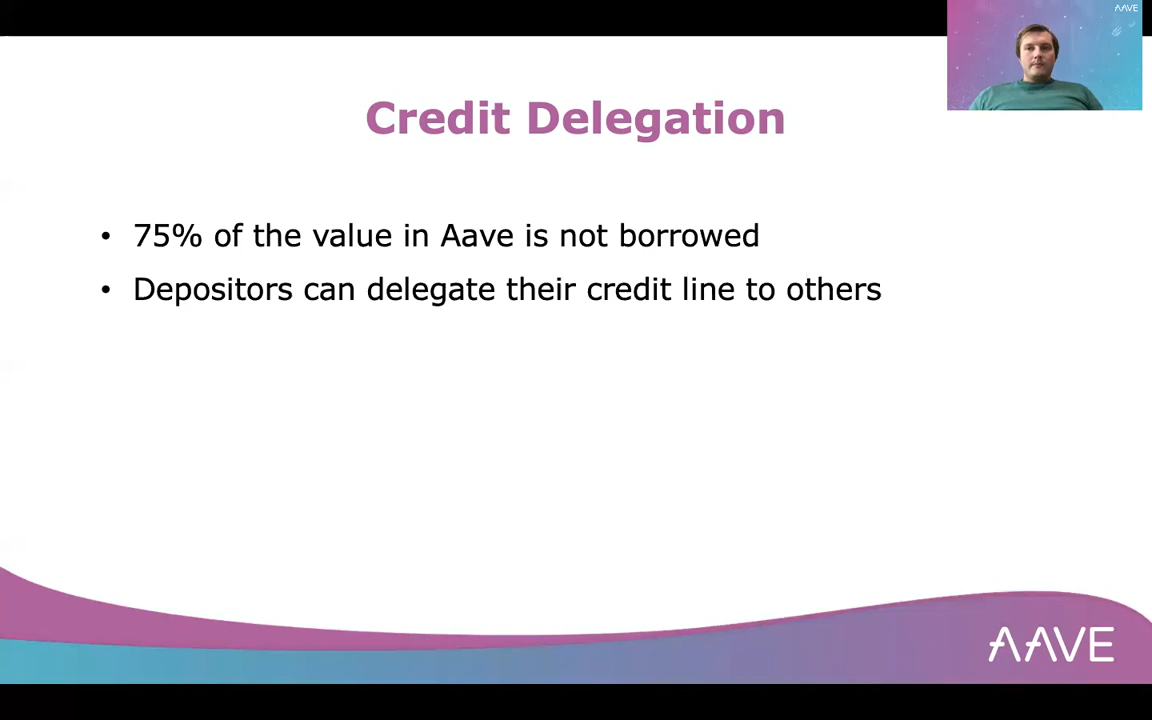 AAVE
Credit Delegation
• 75% of the value in Aave is not borrowed
• Depositors can delegate their credit line to others
AAVE